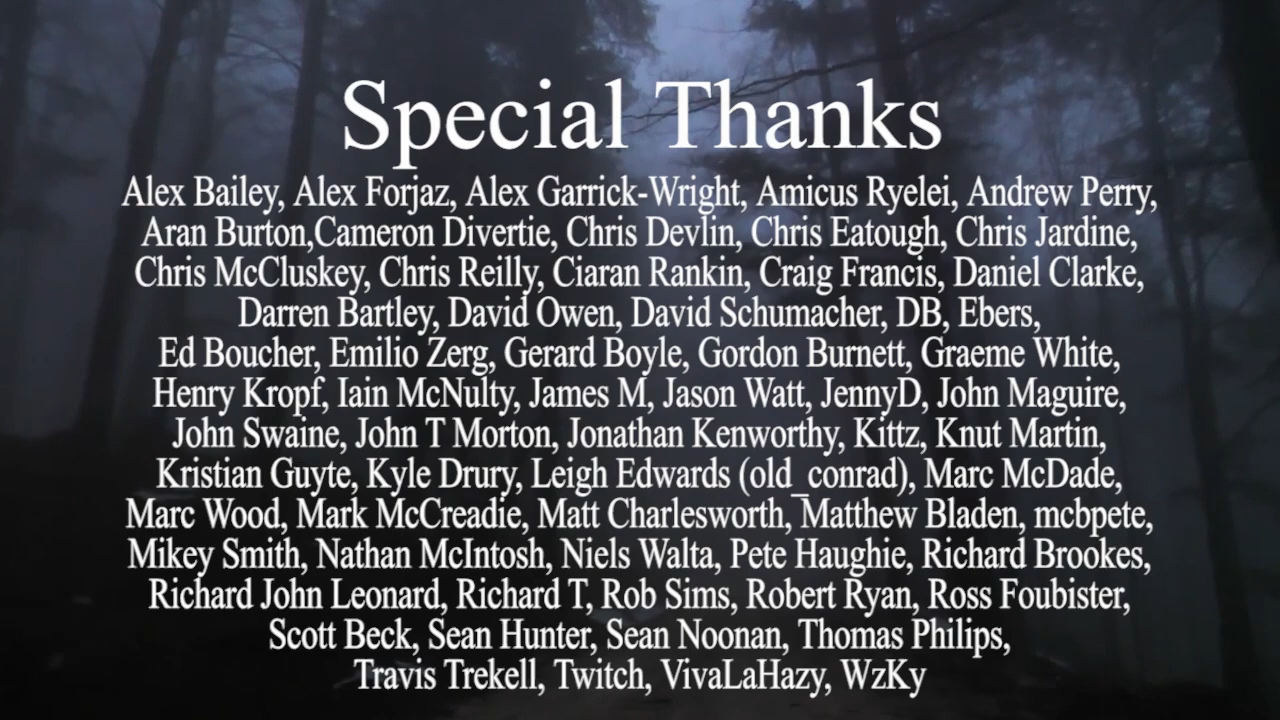 Special Thanks
Alex Bailey, Alex Forjaz, Alex Garrick-Wright, Amicus Ryelei, Andrew Perry,
Aran Burton,Cameron Divertie, Chris Devlin, Chris Eatough, Chris Jardine,
Chris McCluskey, Chris Reilly, Ciaran Rankin, Craig Francis, Daniel Clarke,
Darren Bartley, David Owen, David Schumacher, DB, Ebers,
Ed Boucher, Emilio Zerg, Gerard Boyle, Gordon Burnett, Graeme White,
Henry Kropf, Iain McNulty, James M, Jason Watt, JennyD, John Maguire,
John Swaine, John T Morton, Jonathan Kenworthy, Kittz, Knut Martin,
Kristian Guyte, Kyle Drury, Leigh Edwards (old_conrad), Marc McDade,
Marc Wood, Mark McCreadie, Matt Charlesworth, Matthew Bladen, mcbpete,
Mikey Smith, Nathan McIntosh, Niels Walta, Pete Haughie, Richard Brookes,
Richard John Leonard, Richard T, Rob Sims, Robert Ryan, Ross Foubister,
Scott Beck, Sean Hunter, Sean Noonan, Thomas Philips,
Travis Trekell, Twitch, VivaLaHazy, WzKy